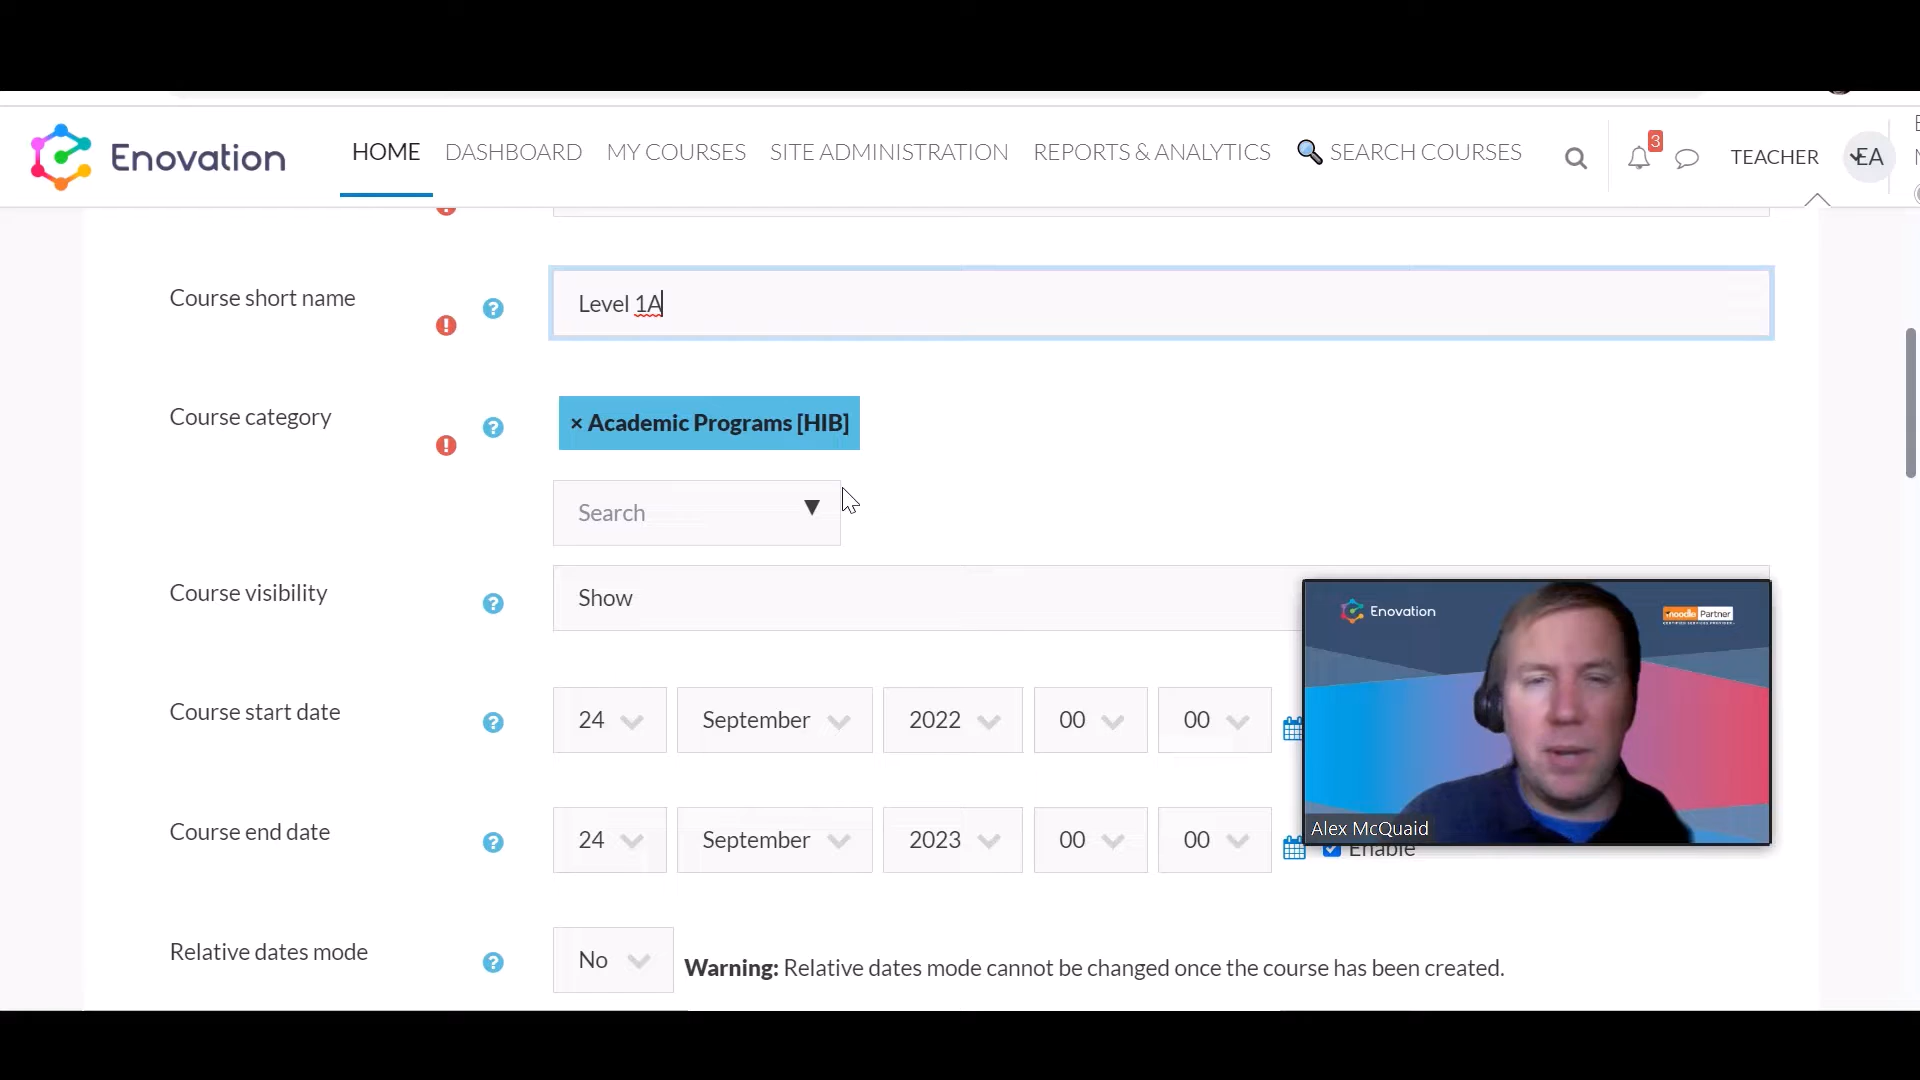 Enovation
HOME DASHBOARD MY COURSES SITE ADMINISTRATION REPORTS & ANALYTICS SEARCH COURSES 3 TEACHER EA
Course short name
Level 1A
Course category
× Academic Programs [HIB]
Search
Course visibility
Show
Enovation
moodle Partner
Course start date
24 September 2022 00 00
Course end date
24 September 2023 00 00
Alex McQuaid
Enable
Relative dates mode
No
Warning: Relative dates mode cannot be changed once the course has been created.